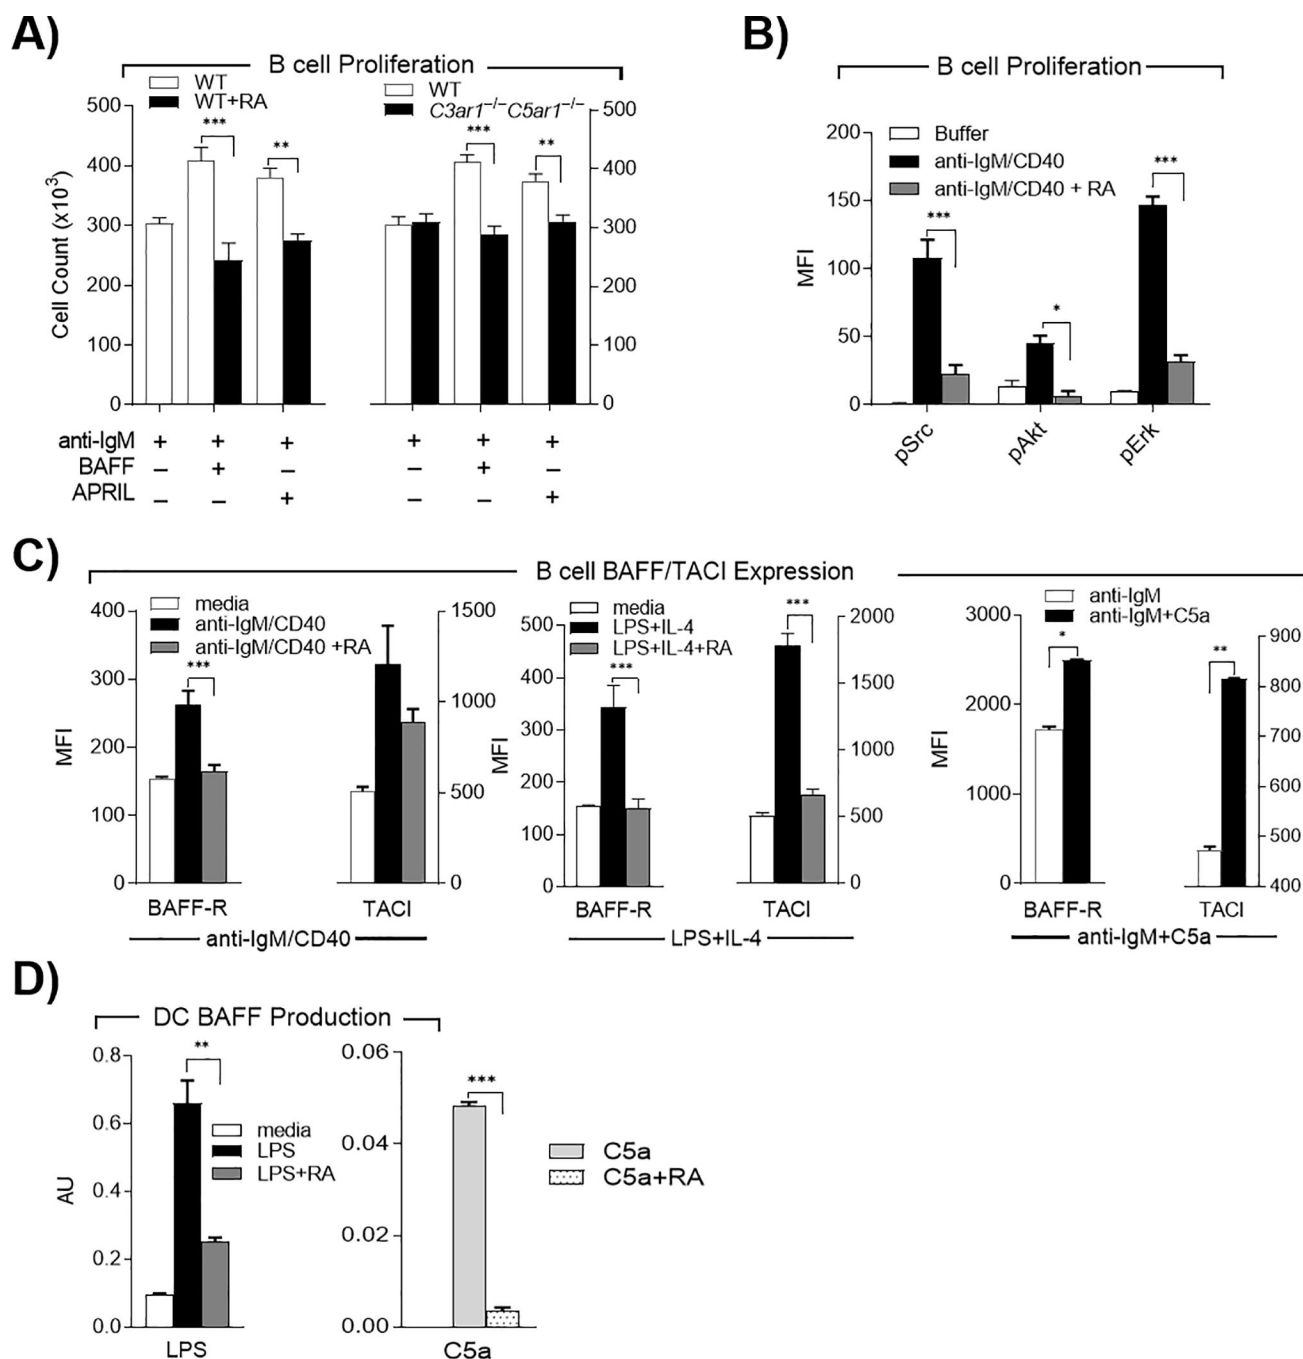 A)
B cell Proliferation
WT
WT+RA
WT
C3ar1–/–C5ar1–/–
*** ** *** **
Cell Count (x10³)
500
400
300
200
100
0
500
400
300
200
100
0
anti-IgM + + + + + +
BAFF – + – – + –
APRIL – – + – – +
B)
B cell Proliferation
Buffer
anti-IgM/CD40
anti-IgM/CD40 + RA
*** * ***
MFI
200
150
100
50
0
pSrc pAkt pErk
C)
B cell BAFF/TACI Expression
media
anti-IgM/CD40
anti-IgM/CD40 +RA
***
MFI
400
300
200
100
0
1500
1000
500
0
BAFF-R TACI
anti-IgM/CD40
media
LPS+IL-4
LPS+IL-4+RA
*** ***
MFI
500
400
300
200
100
0
2000
1500
1000
500
0
BAFF-R TACI
LPS+IL-4
anti-IgM
anti-IgM+C5a
* **
MFI
3000
2000
1000
0
900
800
700
600
500
400
BAFF-R TACI
anti-IgM+C5a
D)
DC BAFF Production
**
media
LPS
LPS+RA
AU
0.8
0.6
0.4
0.2
0.0
LPS
***
C5a
C5a+RA
0.06
0.04
0.02
0.00
C5a